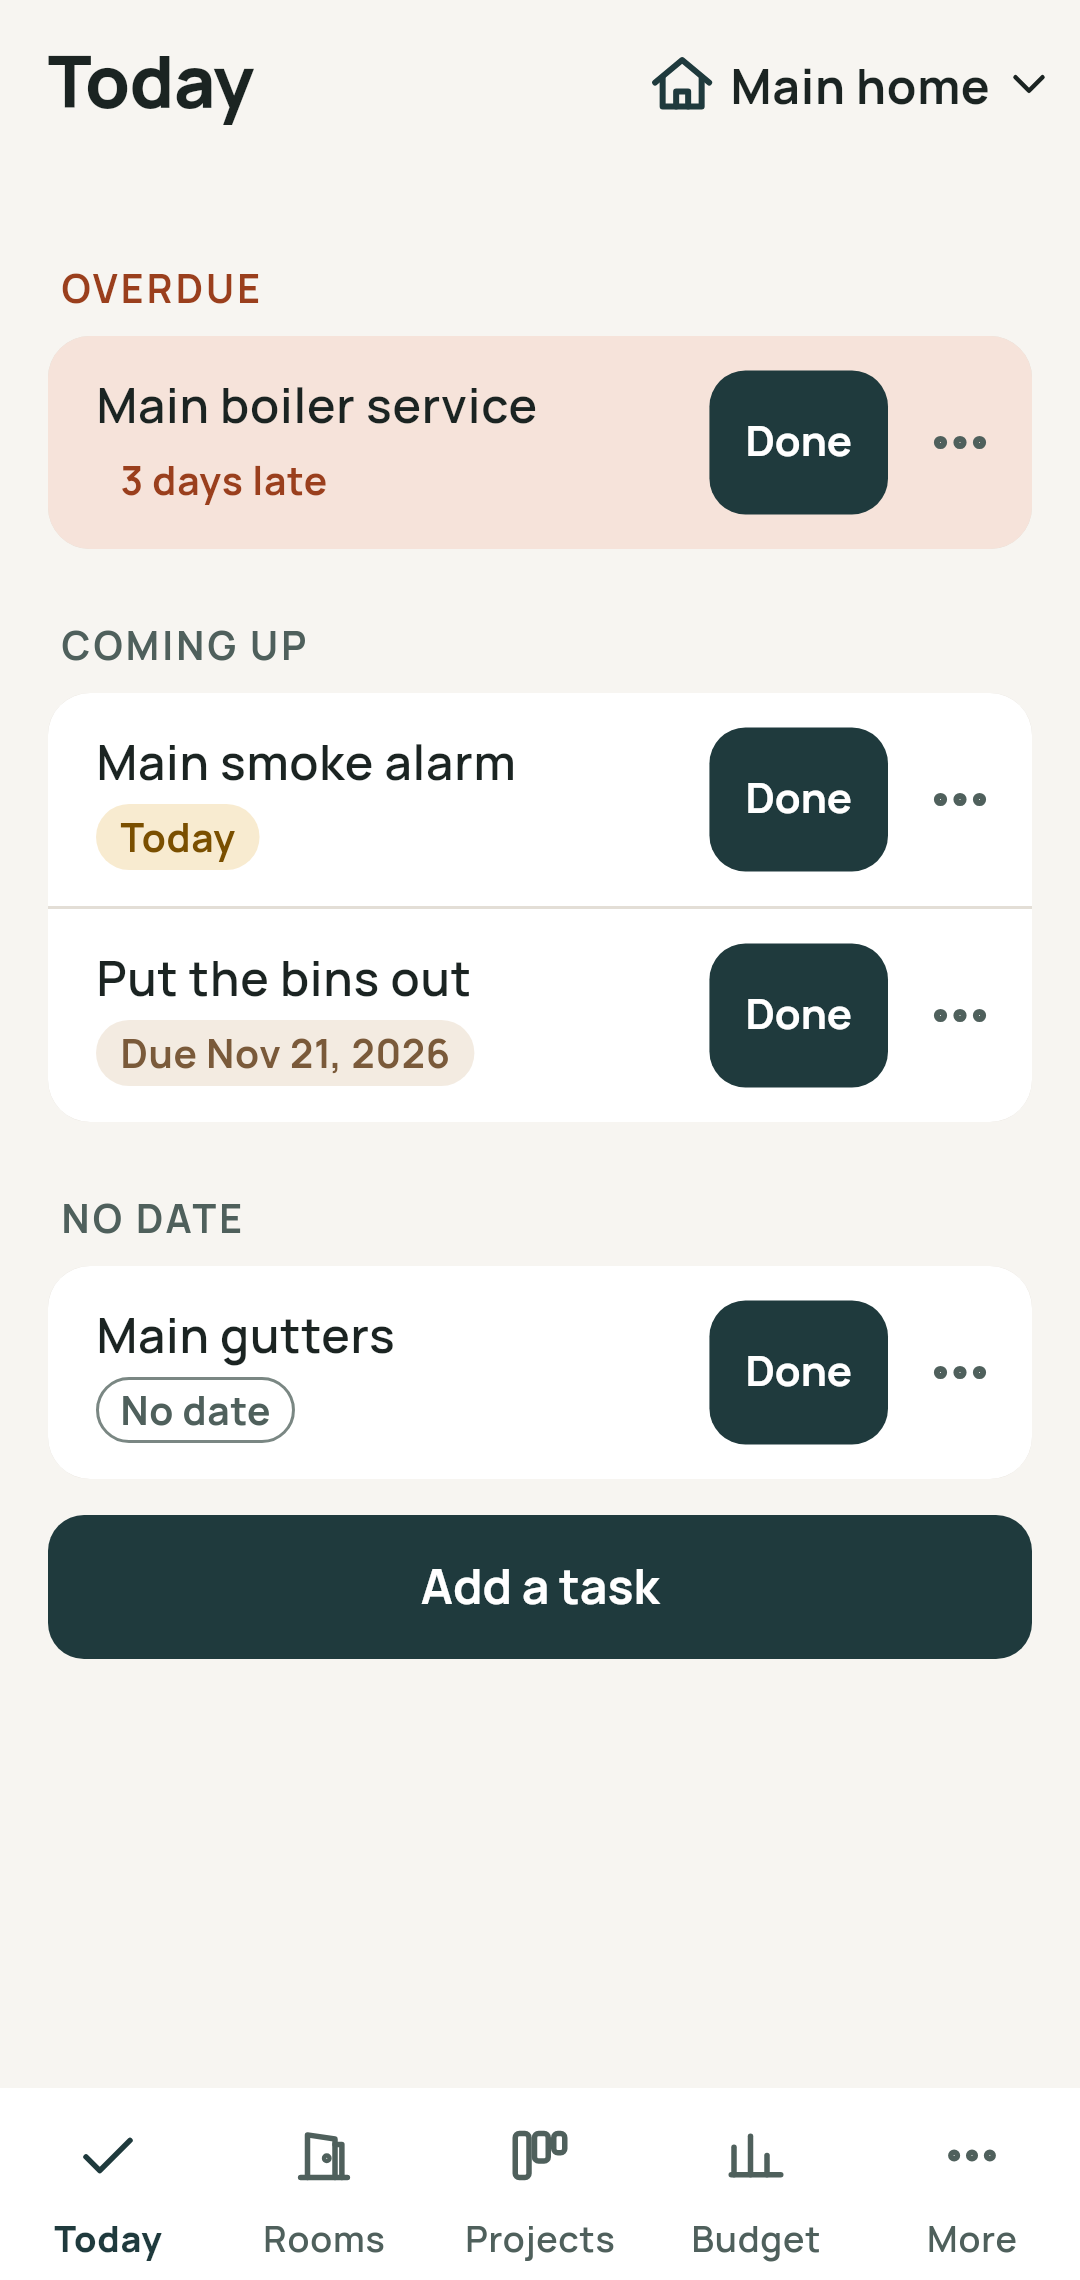 Today
Main home
OVERDUE
Main boiler service
Done
3 days late
COMING UP
Main smoke alarm
Done
Today
Put the bins out
Done
Due Nov 21, 2026
NO DATE
Main gutters
Done
No date
Add a task
Today Rooms Projects Budget More